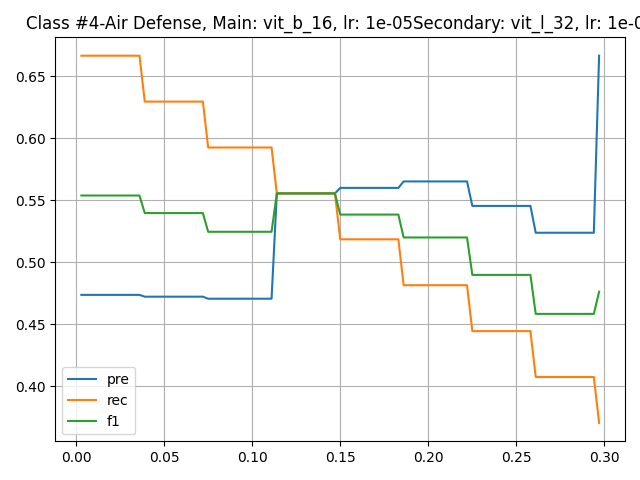 Class #4-Air Defense, Main: vit_b_16, lr: 1e-05Secondary: vit_l_32, lr: 1e-0
0.65
0.60
0.55
0.50
0.45
0.40
pre
rec
f1
0.00 0.05 0.10 0.15 0.20 0.25 0.30